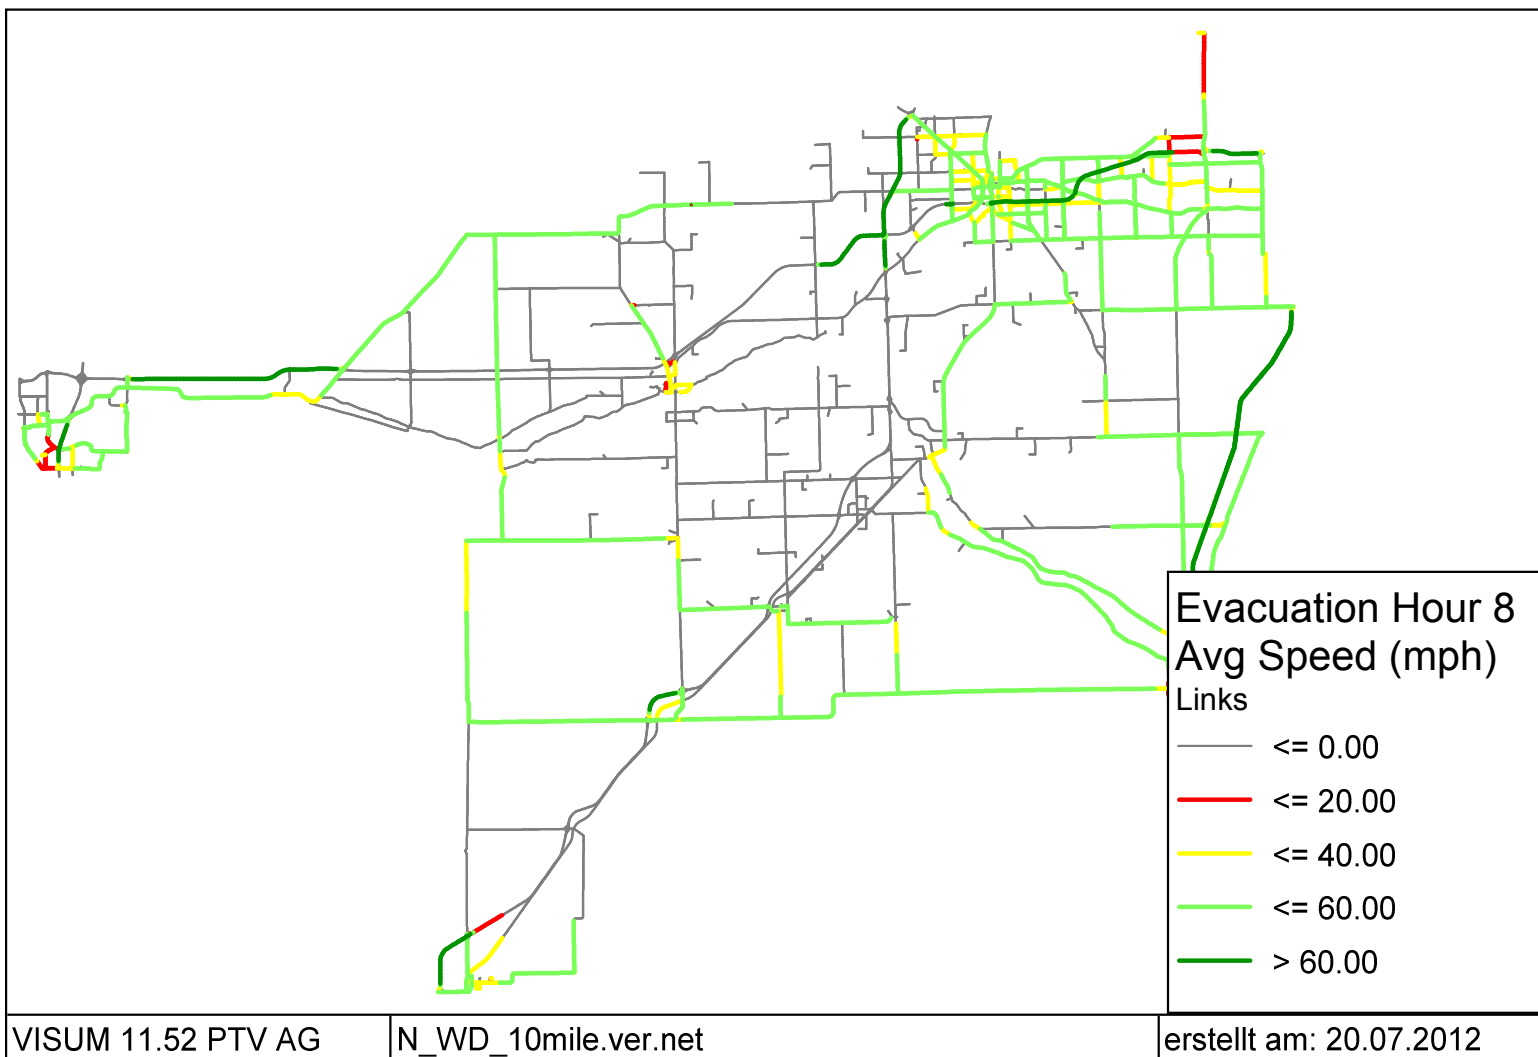 Evacuation Hour 8
Avg Speed (mph)
Links
<= 0.00
<= 20.00
<= 40.00
<= 60.00
> 60.00
VISUM 11.52 PTV AG
N_WD_10mile.ver.net
erstellt am: 20.07.2012